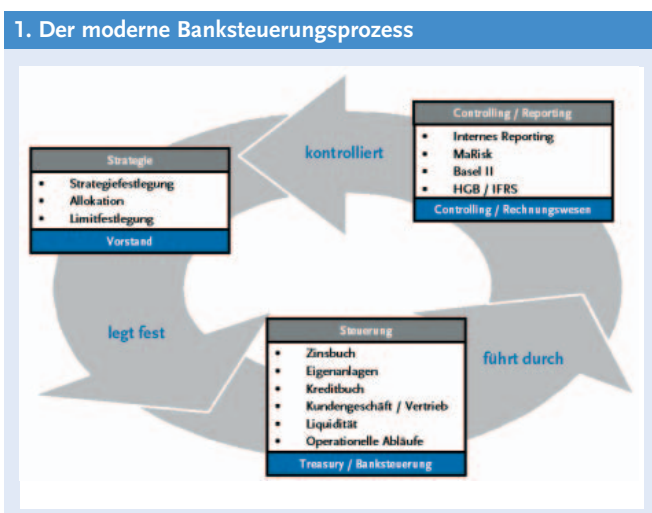 1. Der moderne Banksteuerungsprozess
Controlling / Reporting
▪ Internes Reporting
▪ MaRisk
▪ Basel II
▪ HGB / IFRS
Controlling / Rechnungswesen
kontrolliert
Strategie
▪ Strategiefestlegung
▪ Allokation
▪ Limitfestlegung
Vorstand
legt fest
Steuerung
▪ Zinsbuch
▪ Eigenanlagen
▪ Kreditbuch
▪ Kundengeschäft / Vertrieb
▪ Liquidität
▪ Operationelle Abläufe
Treasury / Banksteuerung
führt durch